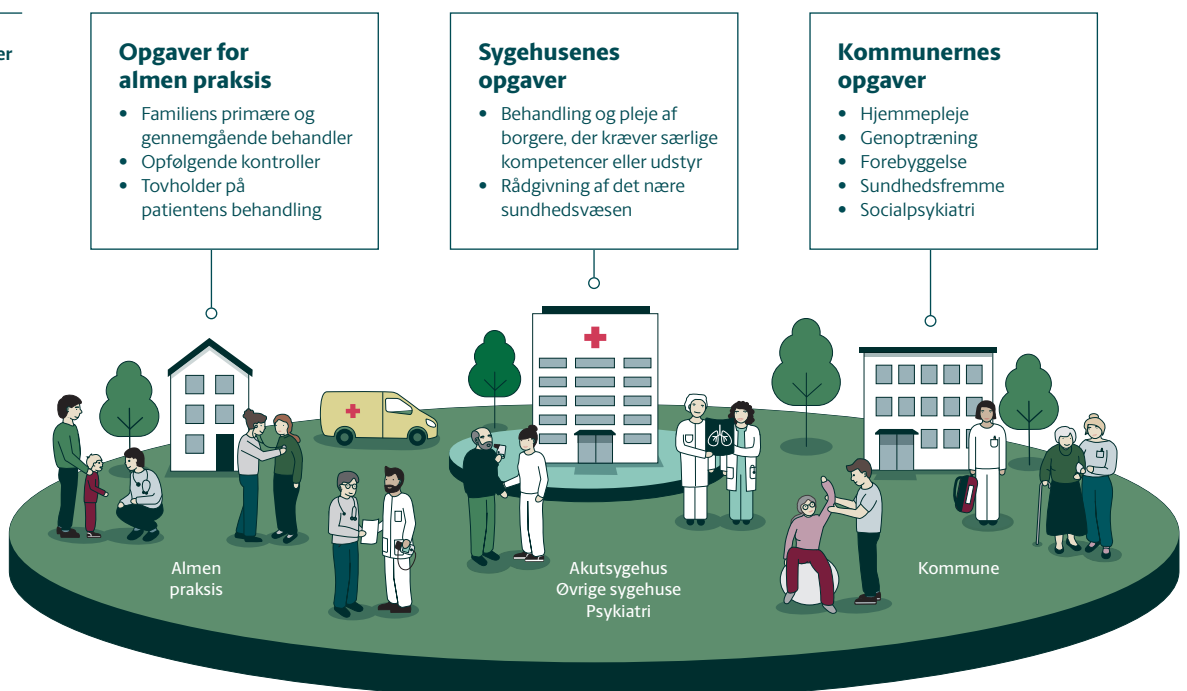 er
Opgaver for
almen praksis
• Familiens primære og
gennemgående behandler
• Opfølgende kontroller
• Tovholder på
patientens behandling
Sygehusenes
opgaver
• Behandling og pleje af
borgere, der kræver særlige
kompetencer eller udstyr
• Rådgivning af det nære
sundhedsvæsen
Kommunernes
opgaver
• Hjemmepleje
• Genoptræning
• Forebyggelse
• Sundhedsfremme
• Socialpsykiatri
Almen
praksis
Akutsygehus
Øvrige sygehuse
Psykiatri
Kommune